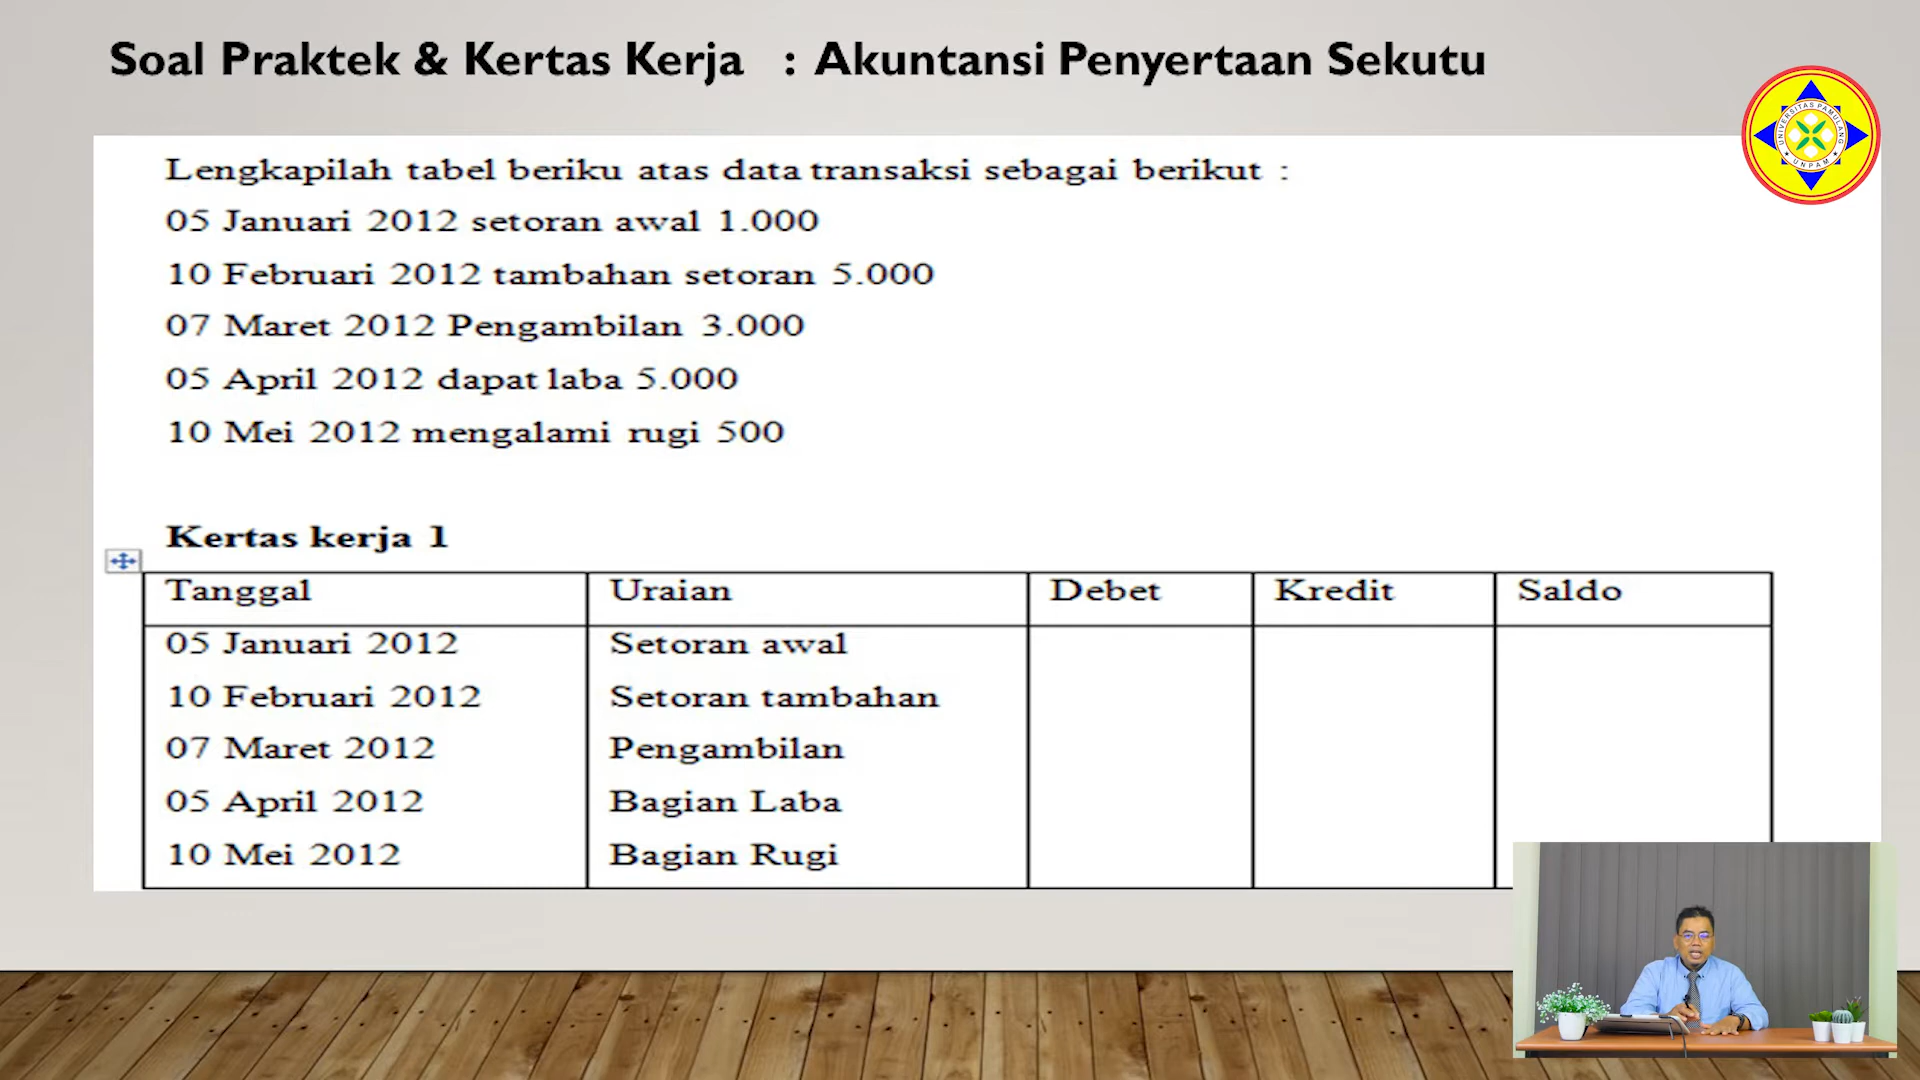 Soal Praktek & Kertas Kerja : Akuntansi Penyertaan Sekutu
UNIVERSITAS PAMULANG
UNPAM
Lengkapilah tabel beriku atas data transaksi sebagai berikut :
05 Januari 2012 setoran awal 1.000
10 Februari 2012 tambahan setoran 5.000
07 Maret 2012 Pengambilan 3.000
05 April 2012 dapat laba 5.000
10 Mei 2012 mengalami rugi 500
Kertas kerja 1
Tanggal Uraian Debet Kredit Saldo
05 Januari 2012 Setoran awal
10 Februari 2012 Setoran tambahan
07 Maret 2012 Pengambilan
05 April 2012 Bagian Laba
10 Mei 2012 Bagian Rugi